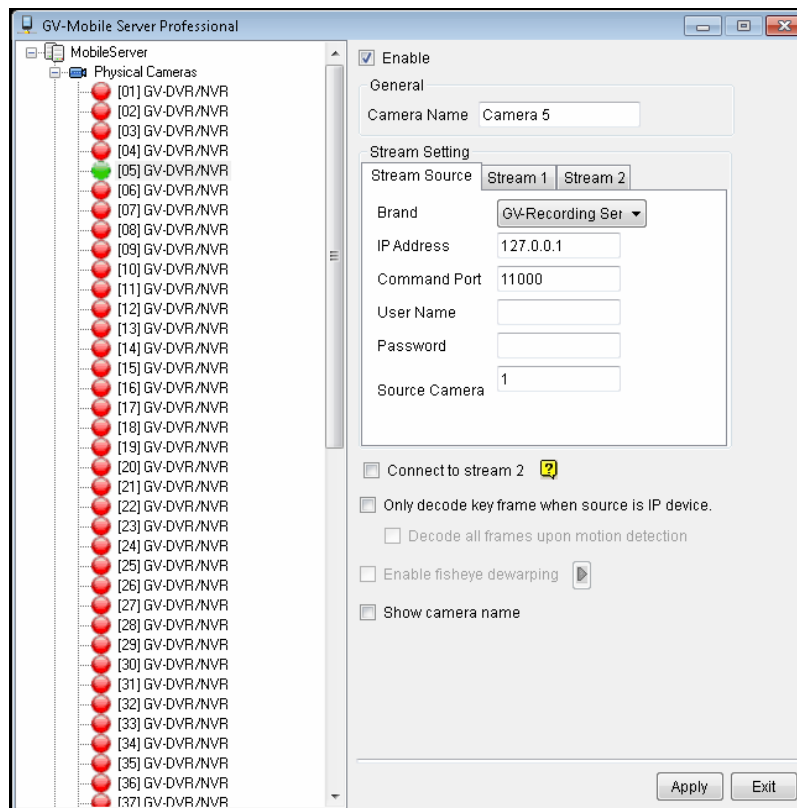 GV-Mobile Server Professional
MobileServer
Physical Cameras
[01] GV-DVR/NVR
[02] GV-DVR/NVR
[03] GV-DVR/NVR
[04] GV-DVR/NVR
[05] GV-DVR/NVR
[06] GV-DVR/NVR
[07] GV-DVR/NVR
[08] GV-DVR/NVR
[09] GV-DVR/NVR
[10] GV-DVR/NVR
[11] GV-DVR/NVR
[12] GV-DVR/NVR
[13] GV-DVR/NVR
[14] GV-DVR/NVR
[15] GV-DVR/NVR
[16] GV-DVR/NVR
[17] GV-DVR/NVR
[18] GV-DVR/NVR
[19] GV-DVR/NVR
[20] GV-DVR/NVR
[21] GV-DVR/NVR
[22] GV-DVR/NVR
[23] GV-DVR/NVR
[24] GV-DVR/NVR
[25] GV-DVR/NVR
[26] GV-DVR/NVR
[27] GV-DVR/NVR
[28] GV-DVR/NVR
[29] GV-DVR/NVR
[30] GV-DVR/NVR
[31] GV-DVR/NVR
[32] GV-DVR/NVR
[33] GV-DVR/NVR
[34] GV-DVR/NVR
[35] GV-DVR/NVR
[36] GV-DVR/NVR
[37] GV-DVR/NVR
Enable
General
Camera Name Camera 5
Stream Setting
Stream Source Stream 1 Stream 2
Brand GV-Recording Ser
IP Address 127.0.0.1
Command Port 11000
User Name
Password
Source Camera 1
Connect to stream 2 ?
Only decode key frame when source is IP device.
Decode all frames upon motion detection
Enable fisheye dewarping
Show camera name
Apply Exit